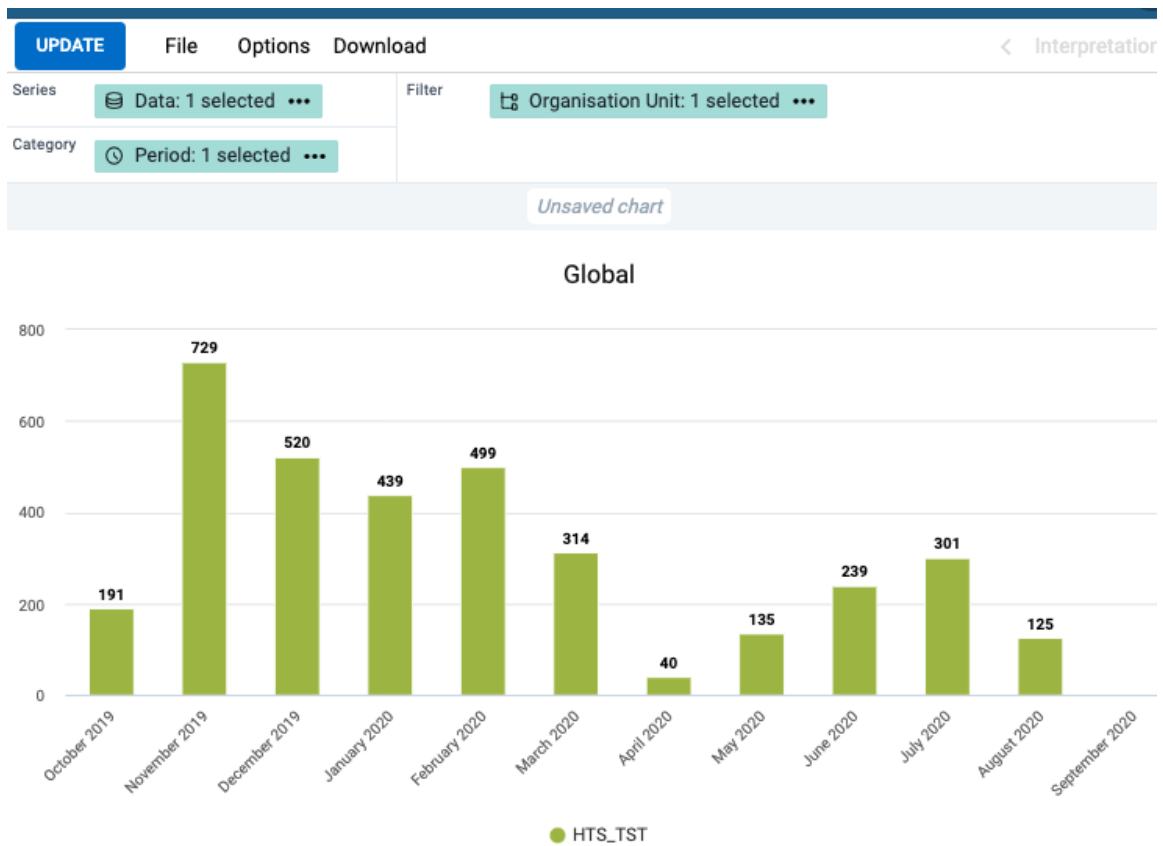 UPDATE File Options Download < Interpretation
Series Data: 1 selected ••• Filter Organisation Unit: 1 selected •••
Category Period: 1 selected •••
Unsaved chart
Global
800
729
600
520
499
439
400
314
301
239
200
191
135
125
40
0
October 2019 November 2019 December 2019 January 2020 February 2020 March 2020 April 2020 May 2020 June 2020 July 2020 August 2020 September 2020
HTS_TST